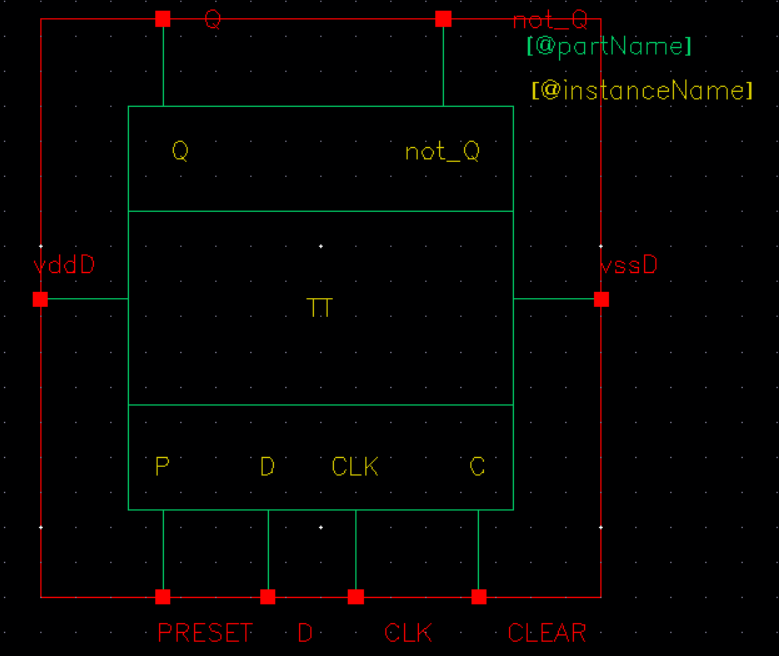 Q not_Q
[@partName]
[@instanceName]
Q not_Q
vddD vssD
TT
P D CLK C
PRESET D CLK CLEAR